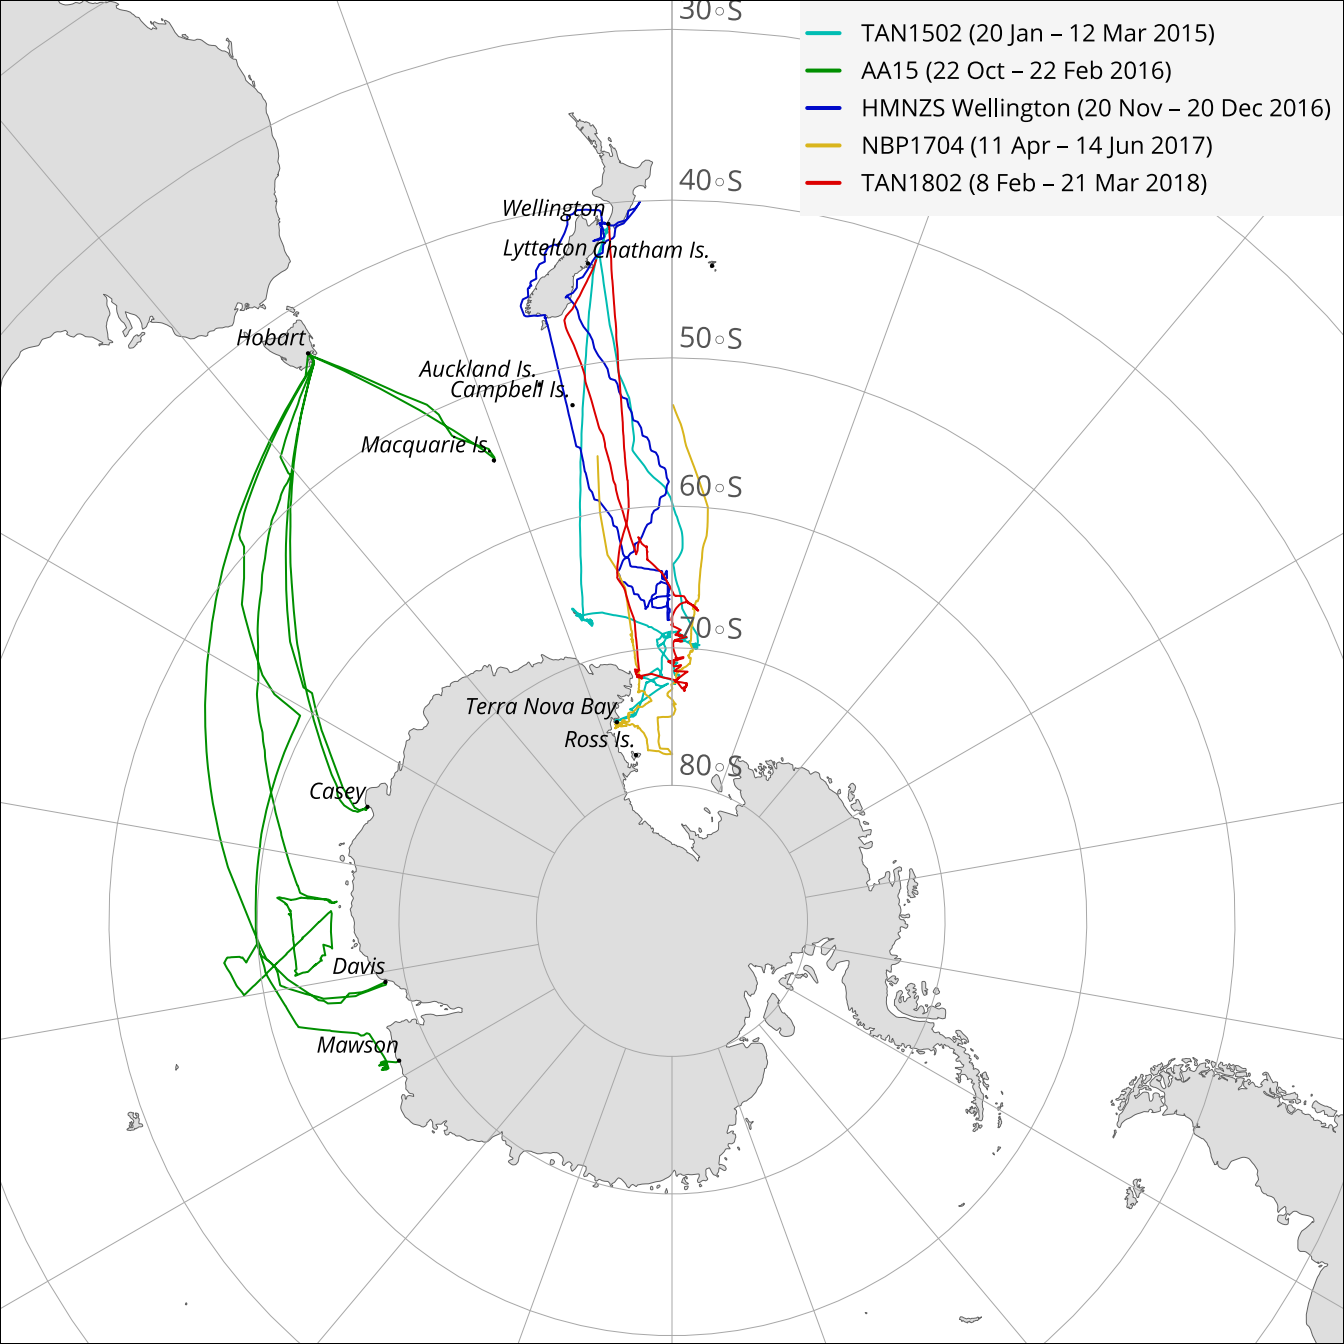 30°S
TAN1502 (20 Jan – 12 Mar 2015)
AA15 (22 Oct – 22 Feb 2016)
HMNZS Wellington (20 Nov – 20 Dec 2016)
NBP1704 (11 Apr – 14 Jun 2017)
TAN1802 (8 Feb – 21 Mar 2018)
40°S
Wellington
Lyttelton
Chatham Is.
Hobart
50°S
Auckland Is.
Campbell Is.
Macquarie Is.
60°S
70°S
Terra Nova Bay
Ross Is.
80°S
Casey
Davis
Mawson